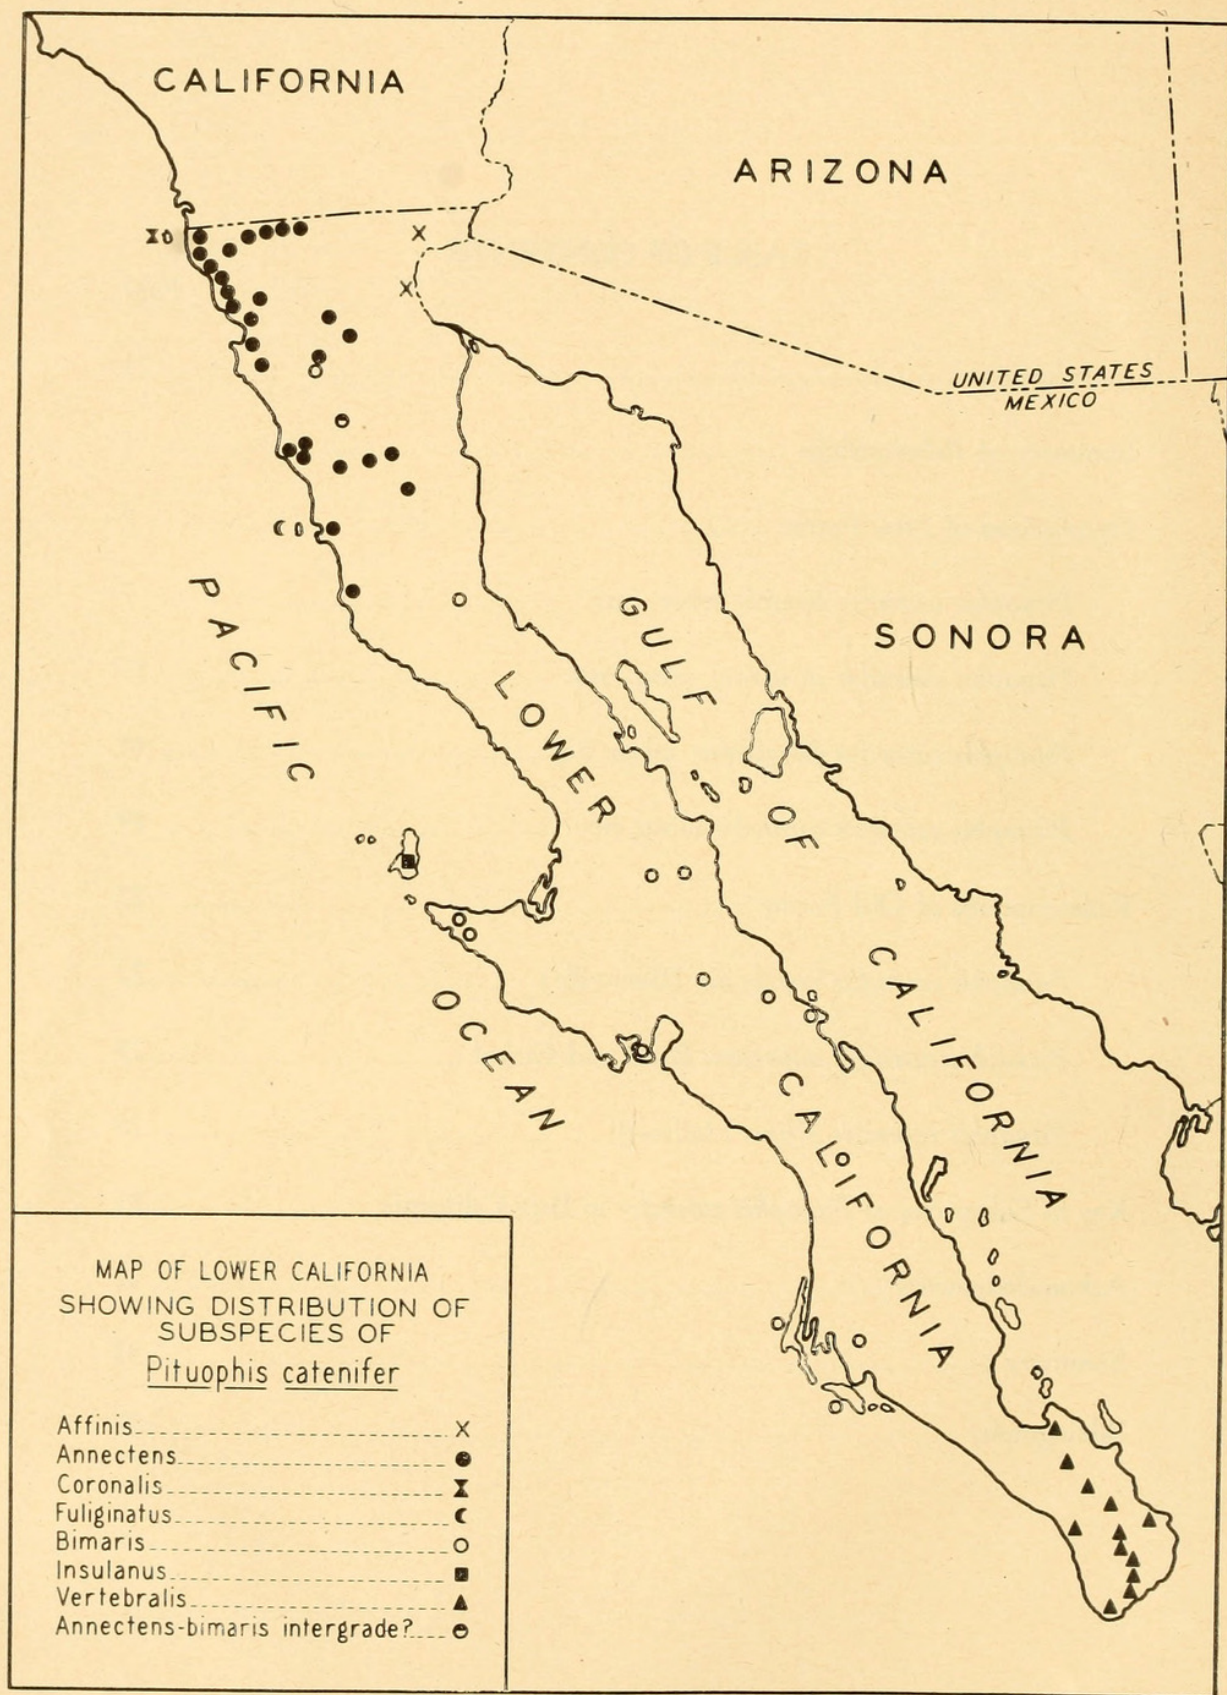 CALIFORNIA
ARIZONA
UNITED STATES
MEXICO
SONORA
PACIFIC
OCEAN
GULF
OF
CALIFORNIA
LOWER
CALIFORNIA
MAP OF LOWER CALIFORNIA
SHOWING DISTRIBUTION OF
SUBSPECIES OF
Pituophis catenifer
Affinis
Annectens
Coronalis
Fuliginatus
Bimaris
Insulanus
Vertebralis
Annectens-bimaris intergrade?